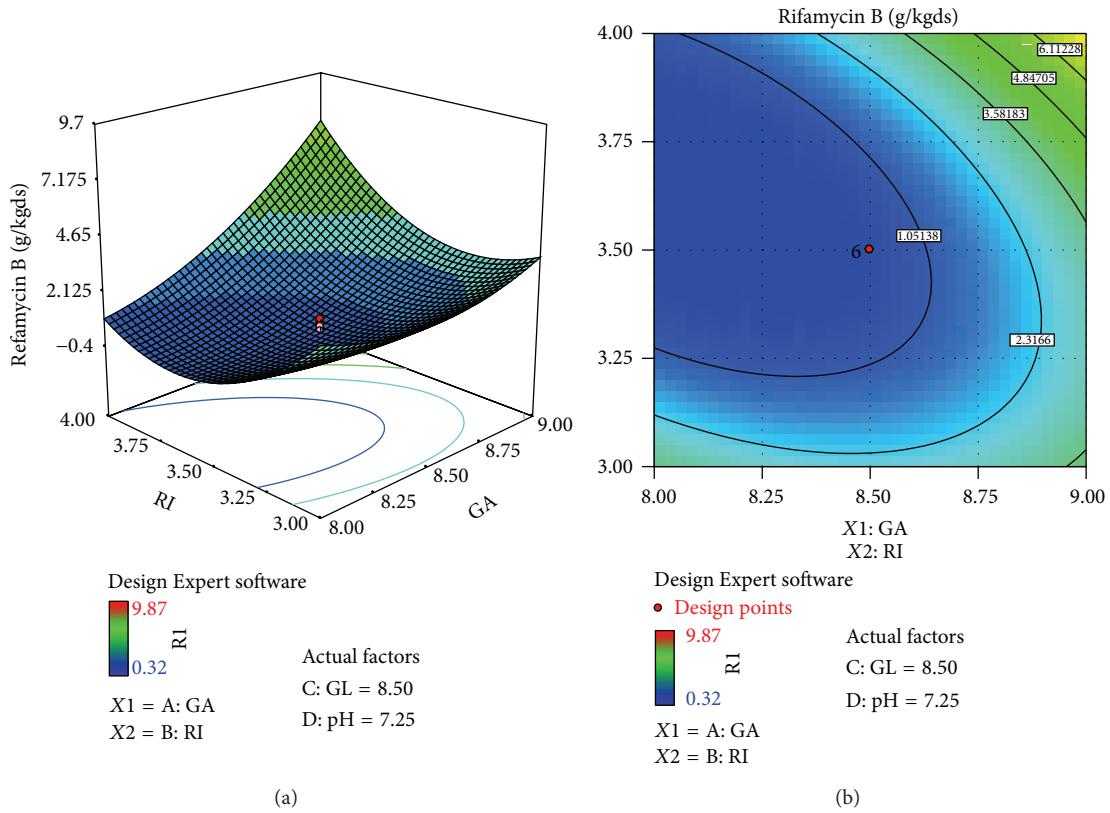 9.7
7.175
4.65
2.125
−0.4
Refamycin B (g/kgds)
4.00
3.75
3.50
3.25
3.00
RI
8.00
8.25
8.50
8.75
9.00
GA
Design Expert software
9.87
0.32
R1
X1 = A: GA
X2 = B: RI
Actual factors
C: GL = 8.50
D: pH = 7.25
(a)
Rifamycin B (g/kgds)
4.00
3.75
3.50
3.25
3.00
6.11228
4.84705
3.58183
1.05138
6
2.3166
8.00
8.25
8.50
8.75
9.00
X1: GA
X2: RI
Design Expert software
Design points
9.87
0.32
R1
X1 = A: GA
X2 = B: RI
Actual factors
C: GL = 8.50
D: pH = 7.25
(b)